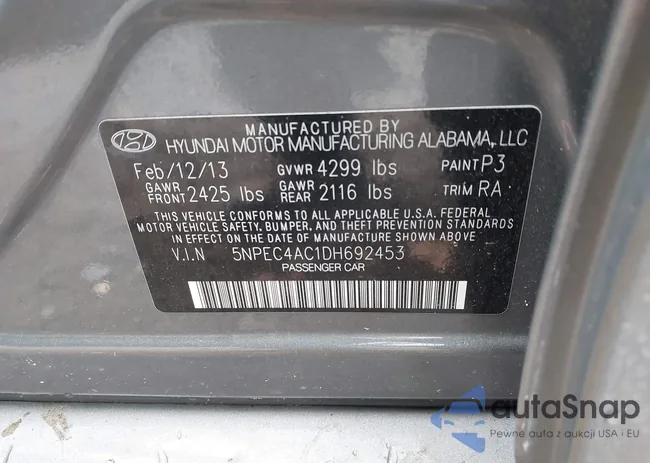 MANUFACTURED BY
HYUNDAI MOTOR MANUFACTURING ALABAMA, LLC
Feb/12/13 GVWR 4299 lbs PAINT P3
GAWR FRONT 2425 lbs GAWR REAR 2116 lbs TRIM RA
THIS VEHICLE CONFORMS TO ALL APPLICABLE U.S.A. FEDERAL
MOTOR VEHICLE SAFETY, BUMPER, AND THEFT PREVENTION STANDARDS
IN EFFECT ON THE DATE OF MANUFACTURE SHOWN ABOVE.
V.I.N 5NPEC4AC1DH692453
PASSENGER CAR
autoSnap
Pewne auta z aukcji USA i EU